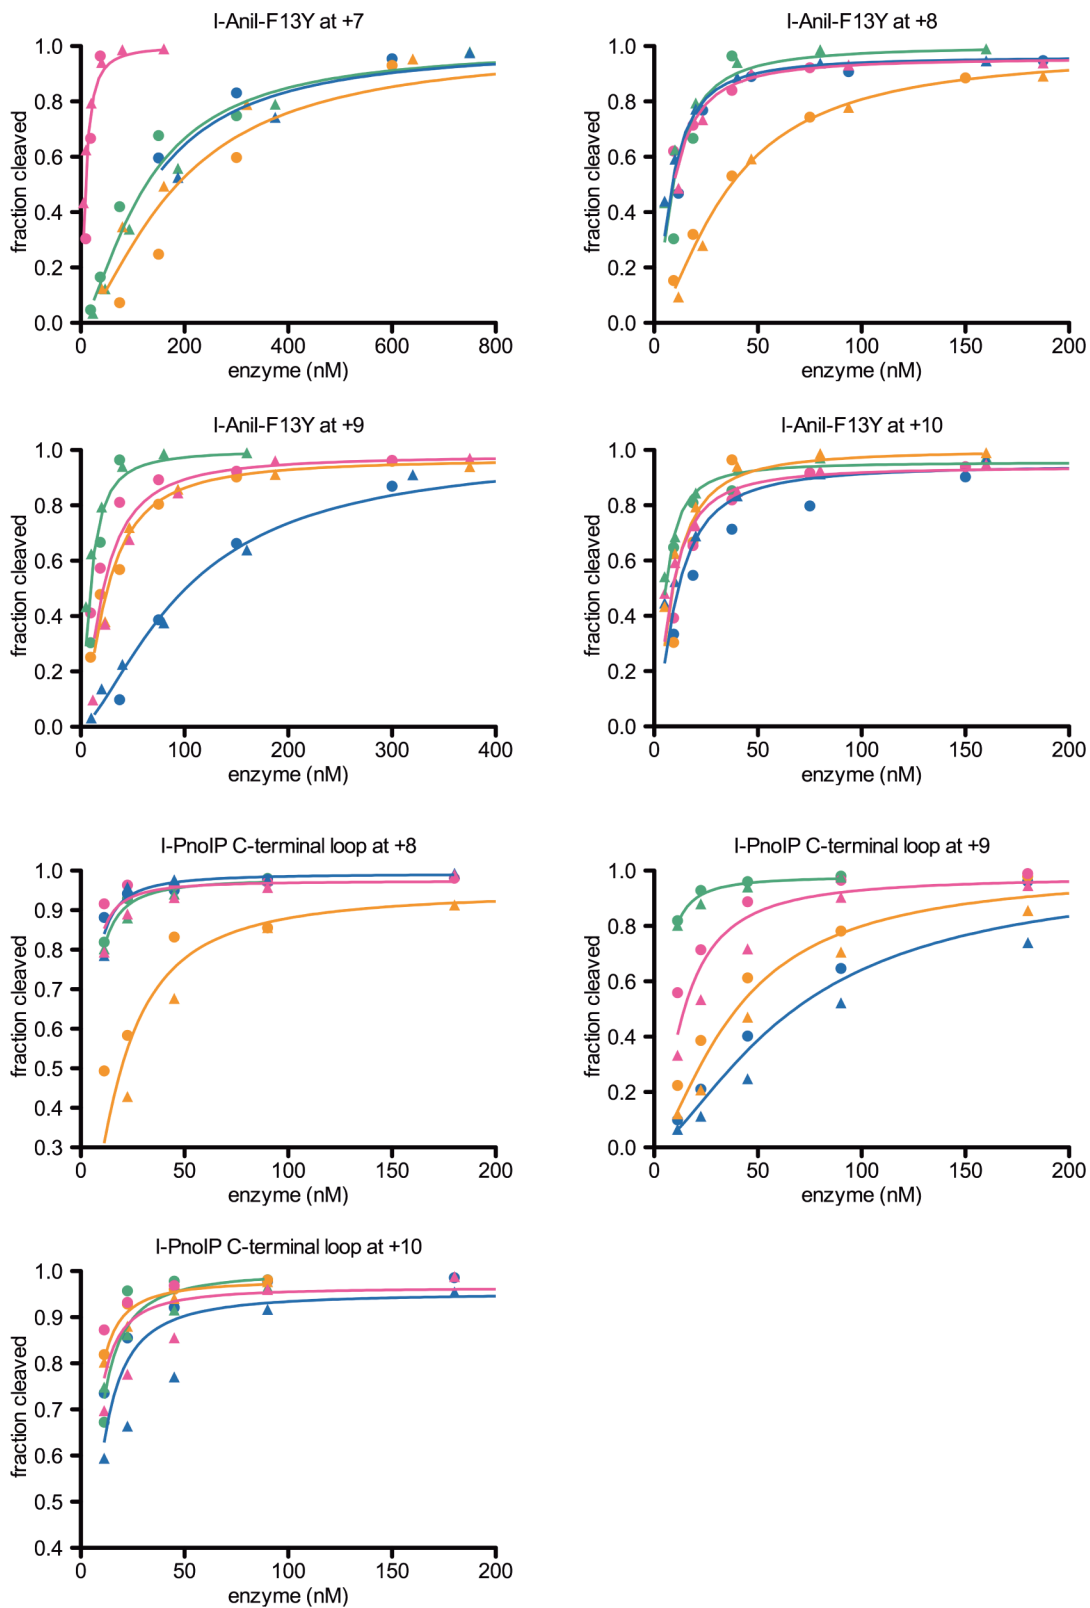 I-AniI-F13Y at +7
1.0
0.8
0.6
0.4
0.2
0.0
fraction cleaved
0 200 400 600 800
enzyme (nM)
I-AniI-F13Y at +8
1.0
0.8
0.6
0.4
0.2
0.0
fraction cleaved
0 50 100 150 200
enzyme (nM)
I-AniI-F13Y at +9
1.0
0.8
0.6
0.4
0.2
0.0
fraction cleaved
0 100 200 300 400
enzyme (nM)
I-AniI-F13Y at +10
1.0
0.8
0.6
0.4
0.2
0.0
fraction cleaved
0 50 100 150 200
enzyme (nM)
I-PnoIP C-terminal loop at +8
1.0
0.9
0.8
0.7
0.6
0.5
0.4
0.3
fraction cleaved
0 50 100 150 200
enzyme (nM)
I-PnoIP C-terminal loop at +9
1.0
0.8
0.6
0.4
0.2
0.0
fraction cleaved
0 50 100 150 200
enzyme (nM)
I-PnoIP C-terminal loop at +10
1.0
0.9
0.8
0.7
0.6
0.5
0.4
fraction cleaved
0 50 100 150 200
enzyme (nM)